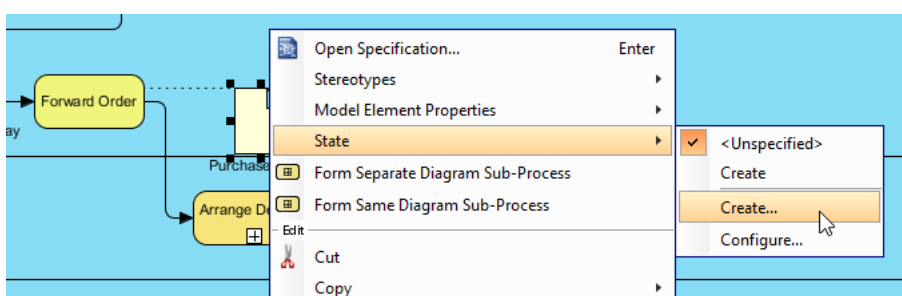 Open Specification... Enter
Stereotypes
Forward Order
Model Element Properties
ay
State
<Unspecified>
Purchase
Form Separate Diagram Sub-Process
Create
Arrange De
Form Same Diagram Sub-Process
Create...
Edit
Configure...
Cut
Copy